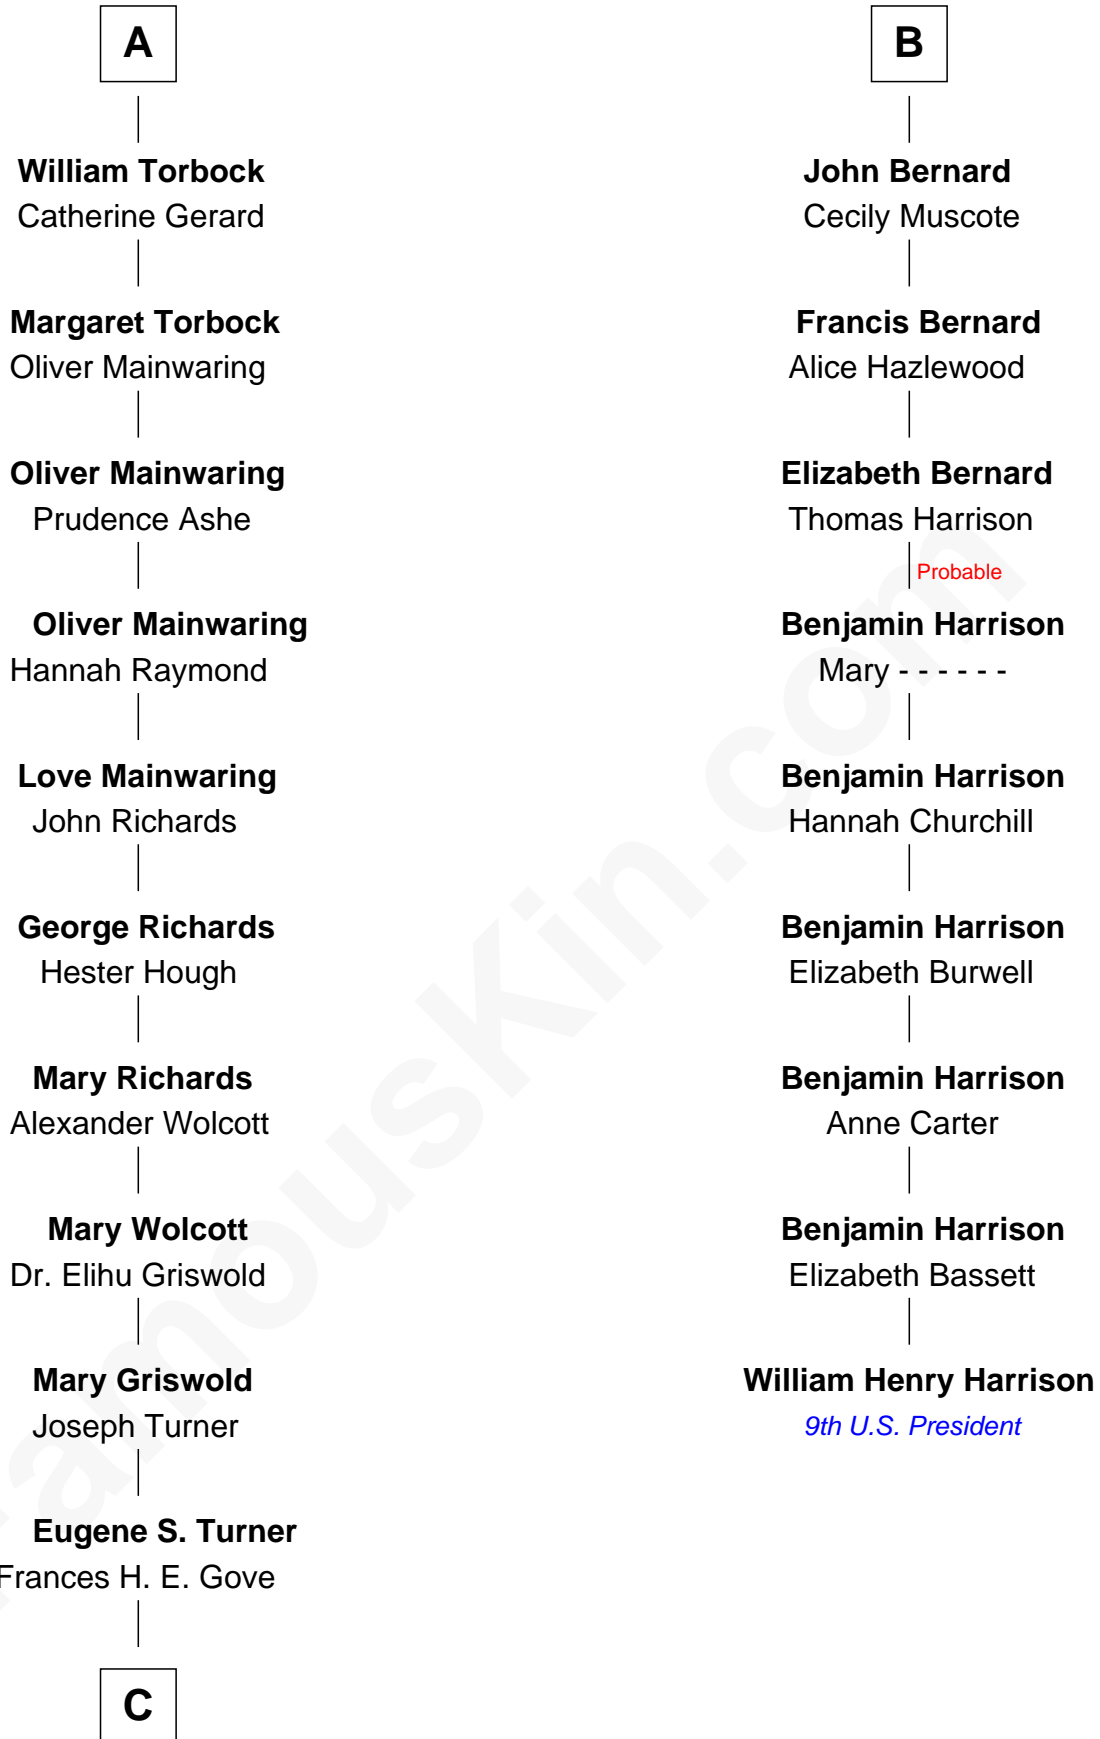 A
William Torbock
Catherine Gerard
Margaret Torbock
Oliver Mainwaring
Oliver Mainwaring
Prudence Ashe
Oliver Mainwaring
Hannah Raymond
Love Mainwaring
John Richards
George Richards
Hester Hough
Mary Richards
Alexander Wolcott
Mary Wolcott
Dr. Elihu Griswold
Mary Griswold
Joseph Turner
Eugene S. Turner
Frances H. E. Gove
C
B
John Bernard
Cecily Muscote
Francis Bernard
Alice Hazlewood
Elizabeth Bernard
Thomas Harrison
Probable
Benjamin Harrison
Mary - - - - - -
Benjamin Harrison
Hannah Churchill
Benjamin Harrison
Elizabeth Burwell
Benjamin Harrison
Anne Carter
Benjamin Harrison
Elizabeth Bassett
William Henry Harrison
9th U.S. President
FamousKin.com